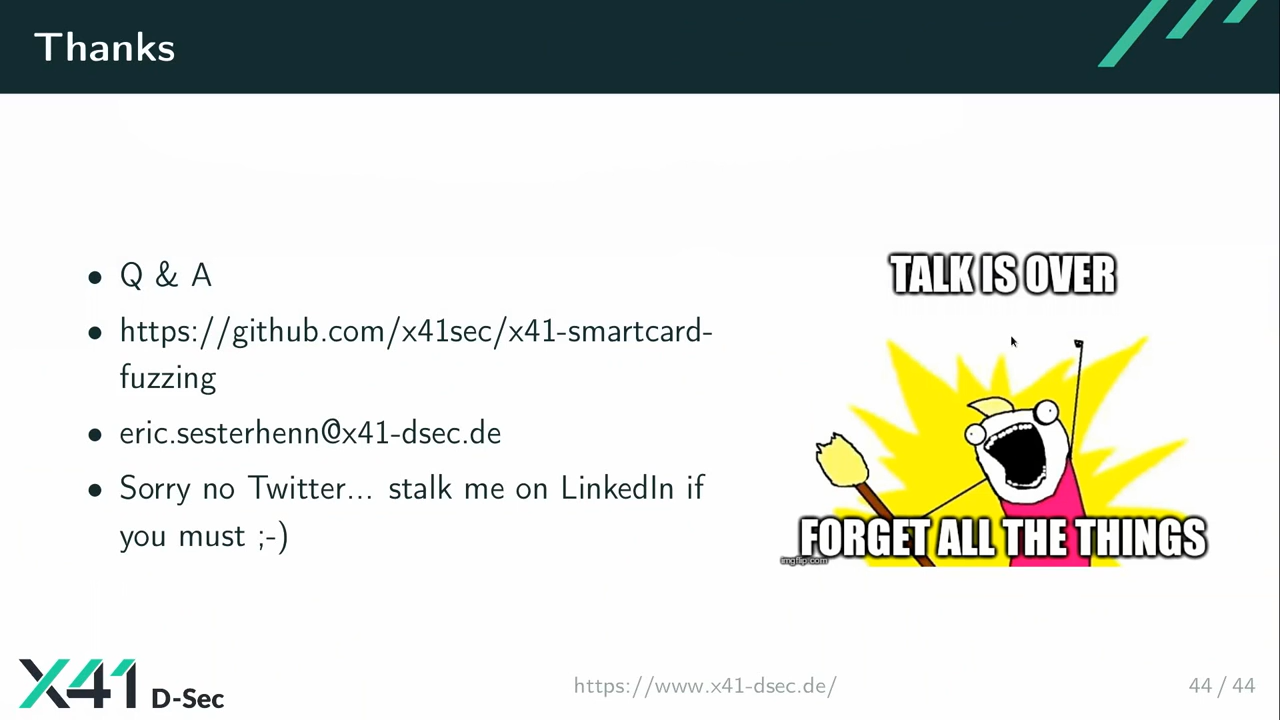 Thanks
• Q & A
• https://github.com/x41sec/x41-smartcard-
fuzzing
• eric.sesterhenn@x41-dsec.de
• Sorry no Twitter... stalk me on LinkedIn if
you must ;-)
TALK IS OVER
FORGET ALL THE THINGS
imgflip.com
X41 D-Sec
https://www.x41-dsec.de/
44 / 44